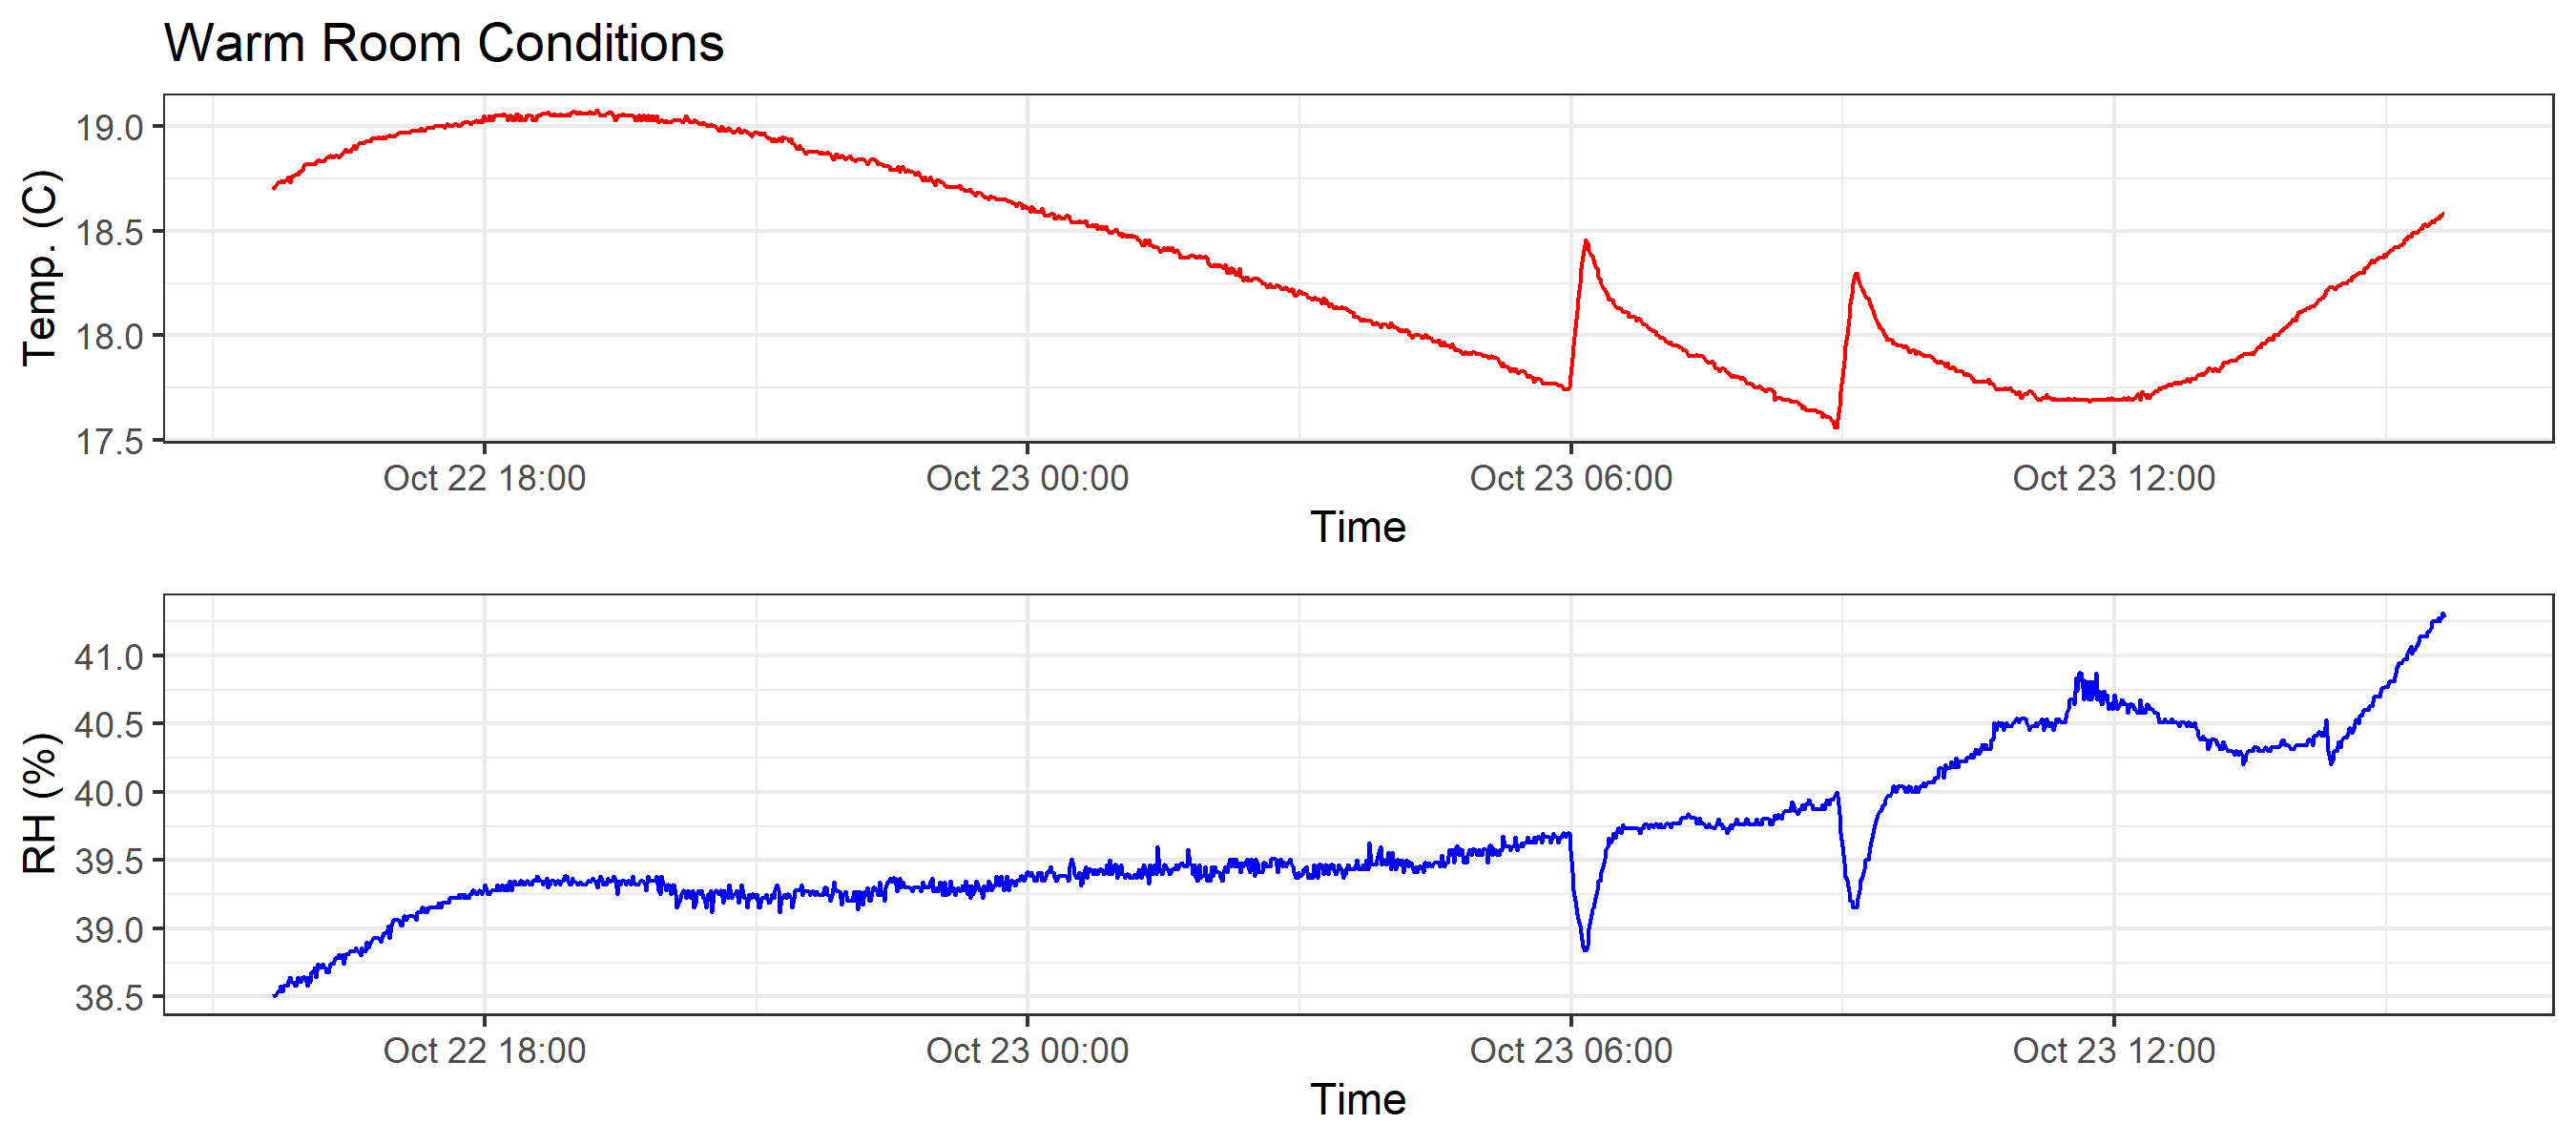 Warm Room Conditions
Temp. (C)
19.0
18.5
18.0
17.5
Oct 22 18:00 Oct 23 00:00 Oct 23 06:00 Oct 23 12:00
Time
RH (%)
41.0
40.5
40.0
39.5
39.0
38.5
Oct 22 18:00 Oct 23 00:00 Oct 23 06:00 Oct 23 12:00
Time